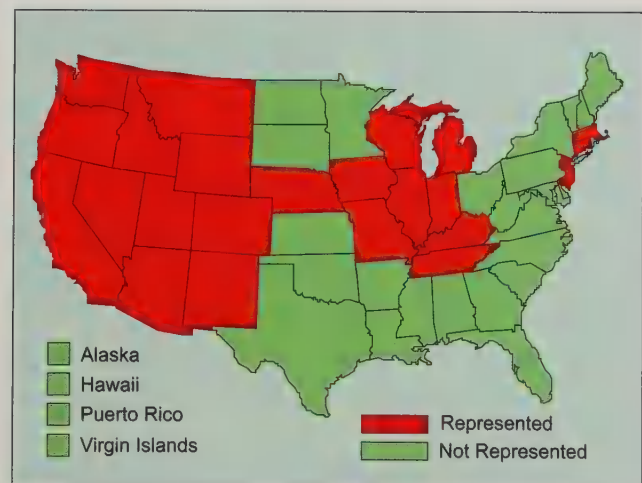 Alaska
Hawaii
Puerto Rico
Virgin Islands
Represented
Not Represented